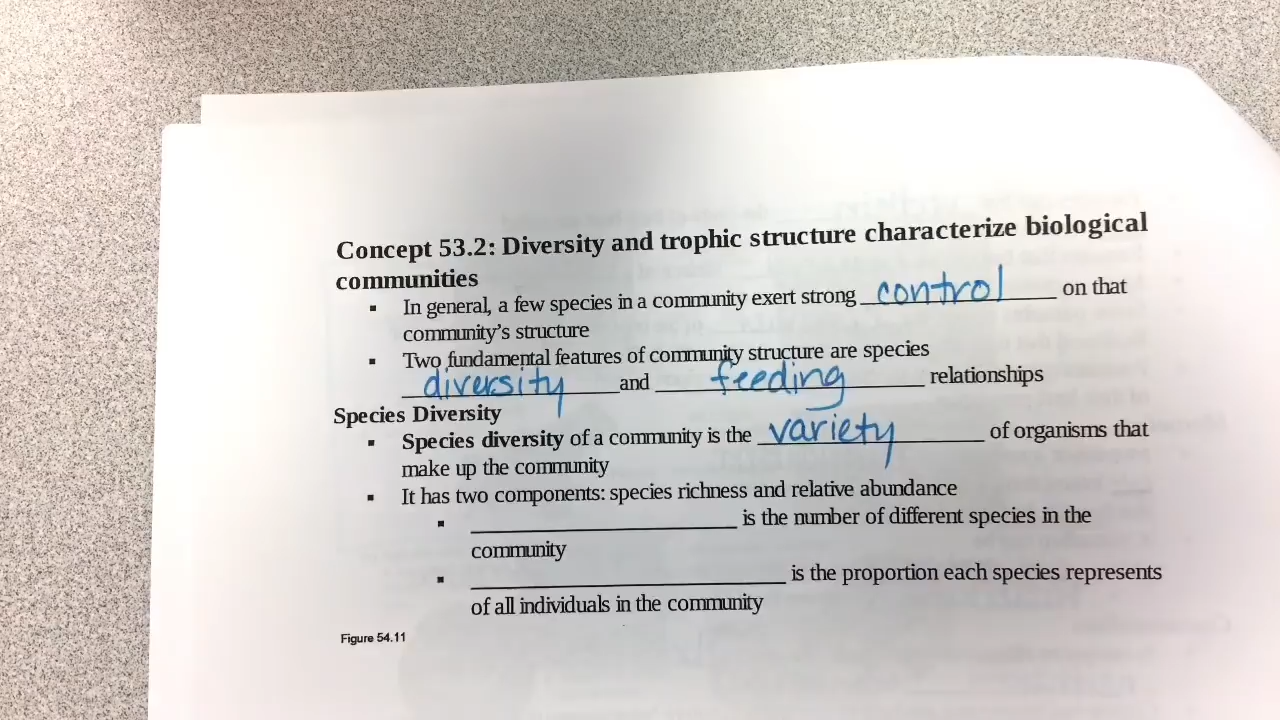 Concept 53.2: Diversity and trophic structure characterize biological
communities
▪ In general, a few species in a community exert strong control on that
community's structure
▪ Two fundamental features of community structure are species
diversity and feeding relationships
Species Diversity
▪ Species diversity of a community is the variety of organisms that
make up the community
▪ It has two components: species richness and relative abundance
▪ ____________________ is the number of different species in the
community
▪ ____________________ is the proportion each species represents
of all individuals in the community
Figure 54.11